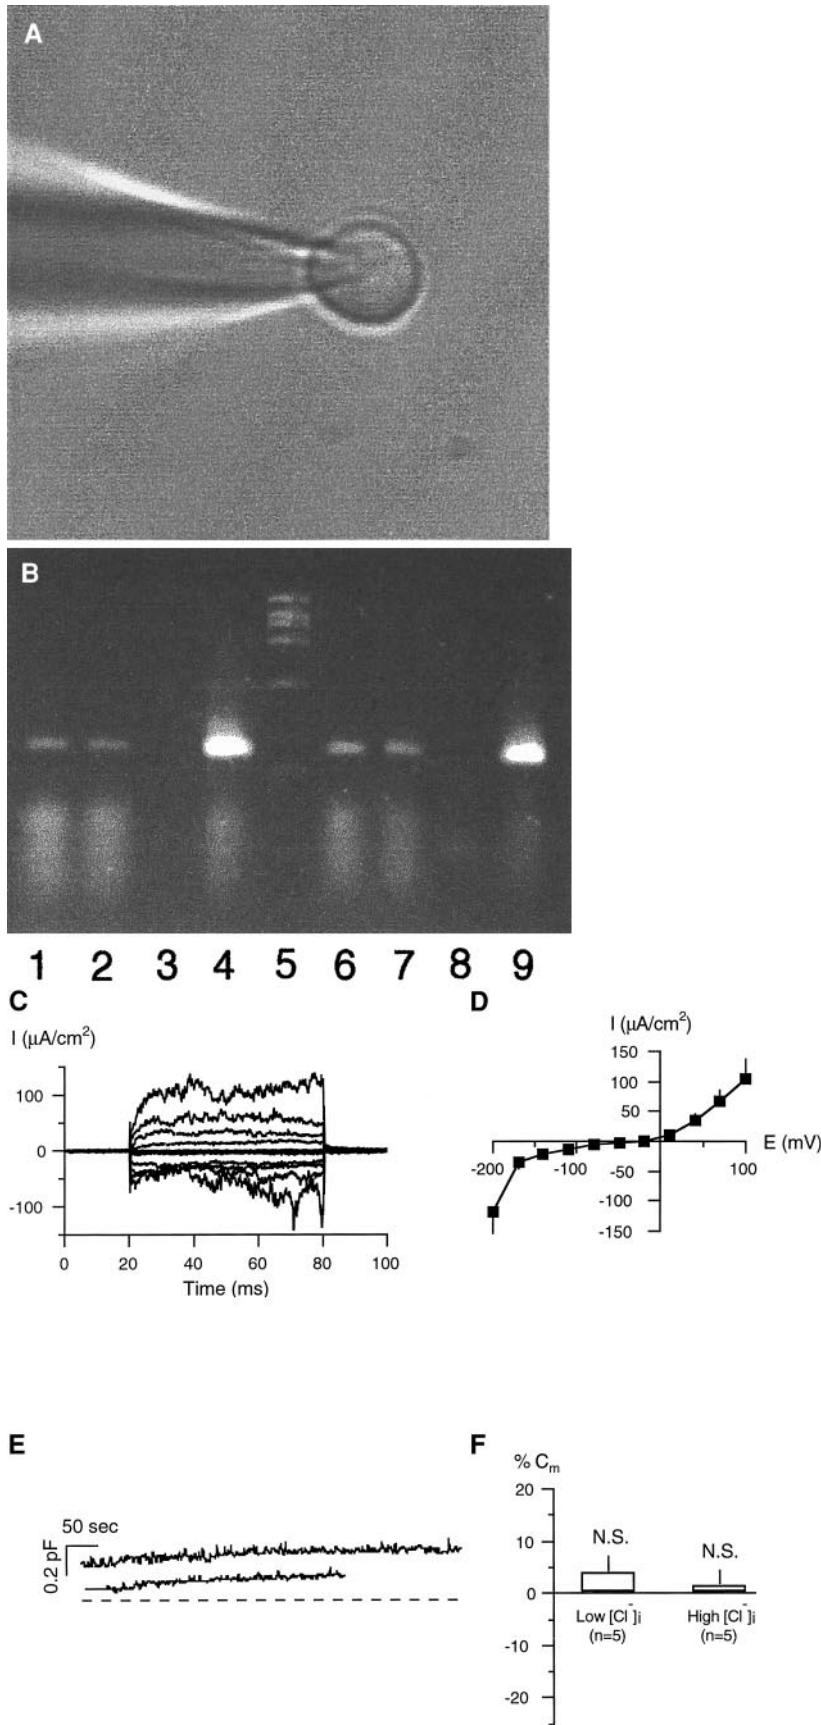 A
B
1 2 3 4 5 6 7 8 9
C
I (µA/cm²)
100
0
-100
0 20 40 60 80 100
Time (ms)
D
I (µA/cm²)
150
100
50
E (mV)
-200 -100 100
-50
-100
-150
E
50 sec
0.2 pF
F
% Cm
20
10
0
-10
-20
N.S.
N.S.
Low [Cl⁻]i
(n=5)
High [Cl⁻]i
(n=5)